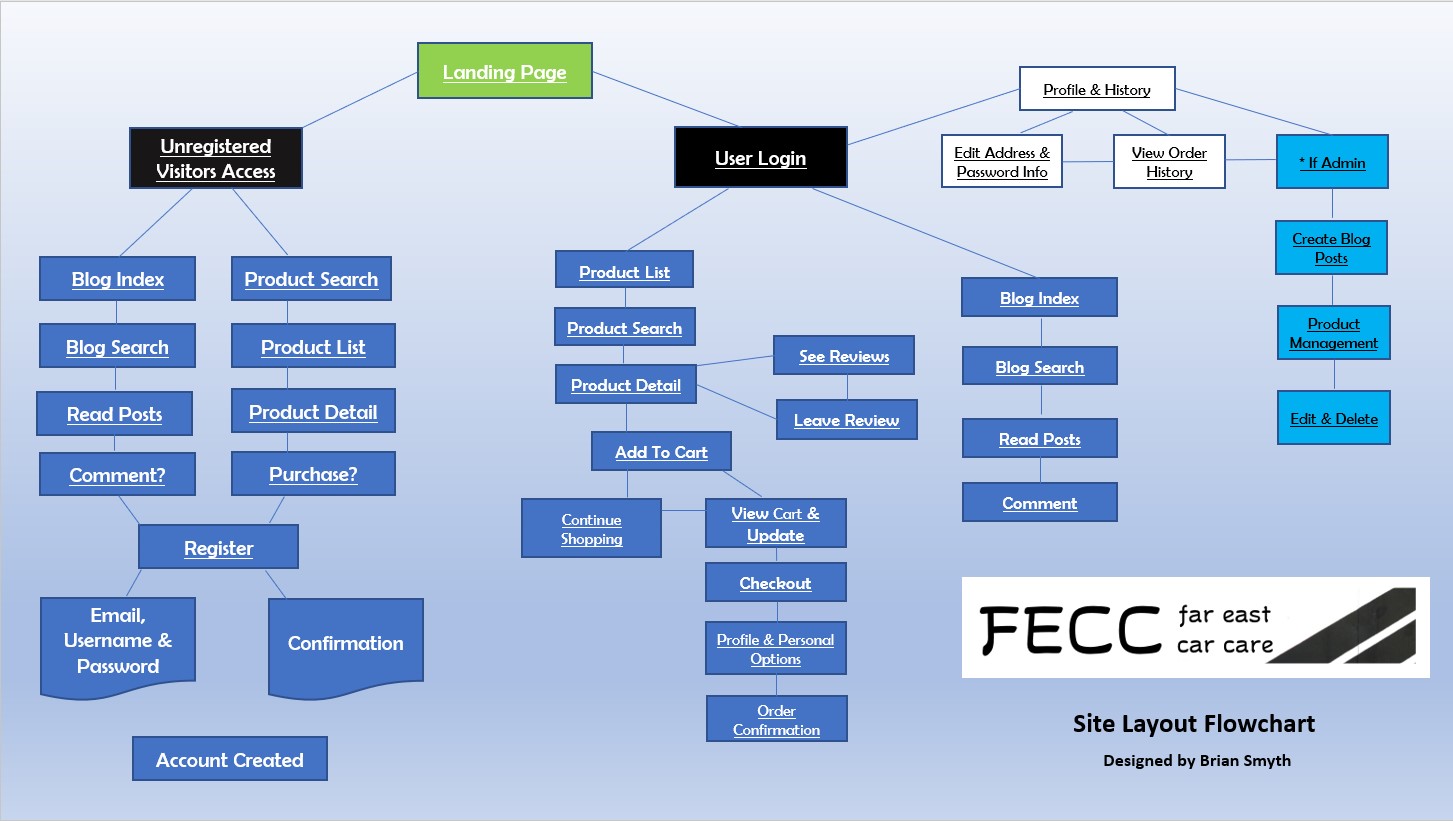 Landing Page
Unregistered
Visitors Access
Blog Index
Product Search
Blog Search
Product List
Read Posts
Product Detail
Comment?
Purchase?
Register
Email,
Username &
Password
Confirmation
Account Created
User Login
Product List
Product Search
Product Detail
See Reviews
Leave Review
Add To Cart
Continue
Shopping
View Cart &
Update
Checkout
Profile & Personal
Options
Order
Confirmation
Blog Index
Blog Search
Read Posts
Comment
Profile & History
Edit Address &
Password Info
View Order
History
* If Admin
Create Blog
Posts
Product
Management
Edit & Delete
FECC
far east
car care
Site Layout Flowchart
Designed by Brian Smyth